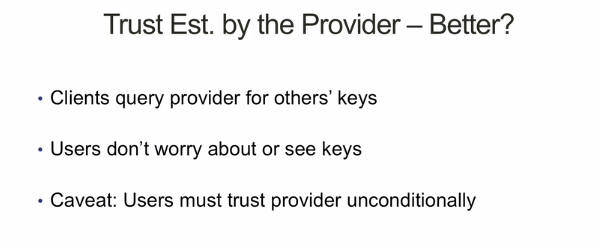 Trust Est. by the Provider – Better?
• Clients query provider for others’ keys
• Users don’t worry about or see keys
• Caveat: Users must trust provider unconditionally